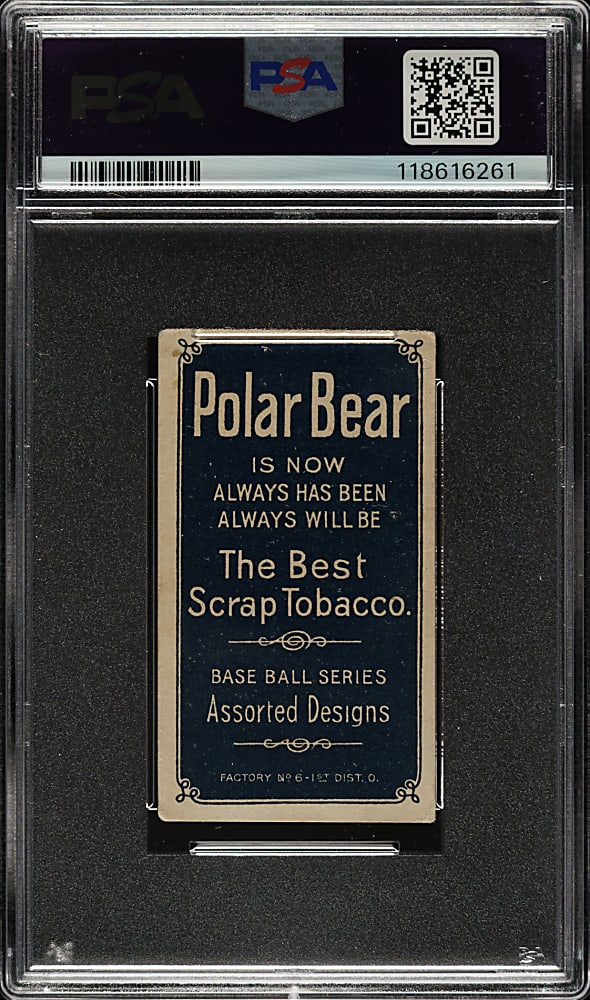 PSA
PSA
118616261
Polar Bear
IS NOW
ALWAYS HAS BEEN
ALWAYS WILL BE
The Best
Scrap Tobacco.
BASE BALL SERIES
Assorted Designs
FACTORY Nº 6-1ST DIST. O.